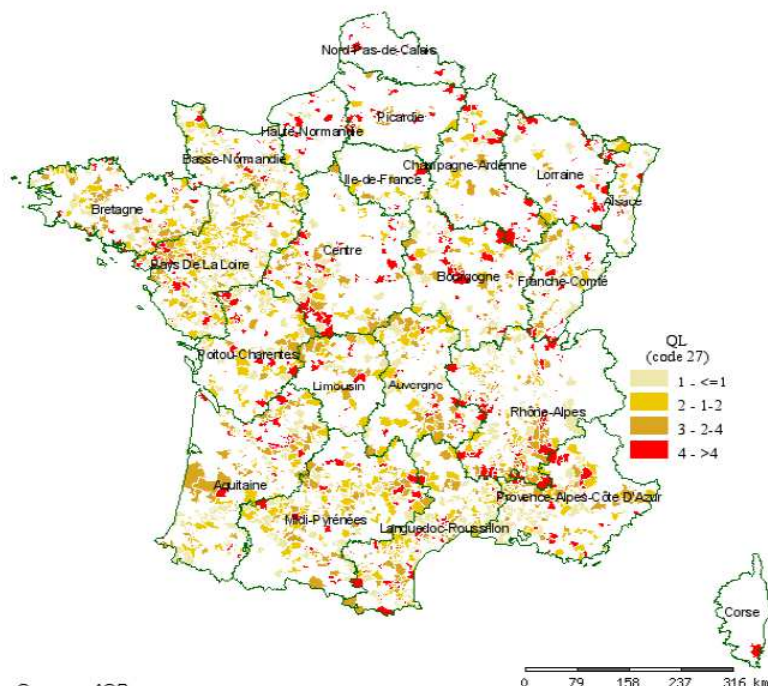 Nord-Pas-de-Calais
Picardie
Haute-Normandie
Basse-Normandie
Champagne-Ardenne
Ile-de-France
Lorraine
Alsace
Bretagne
Pays De La Loire
Centre
Bourgogne
Franche-Comté
Poitou-Charentes
Limousin
Auvergne
Rhône-Alpes
QL
(code 27)
1 - <=1
2 - 1-2
3 - 2-4
4 - >4
Aquitaine
Midi-Pyrénées
Languedoc-Roussillon
Provence-Alpes-Côte D'Azur
Corse
0 79 158 237 316 km